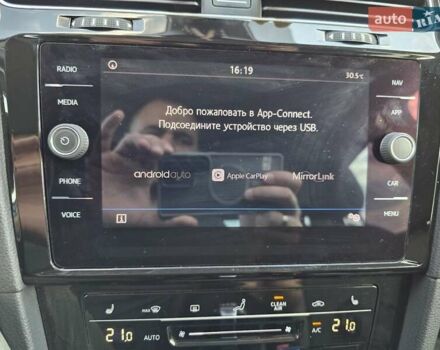 auto RIA
RADIO
16:19
30.5°C
NAV
MEDIA
APP
Добро пожаловать в App-Connect.
Подсоедините устройство через USB.
androidauto
Apple CarPlay
MirrorLink
PHONE
CAR
VOICE
MENU
MAX
CLEAN AIR
21.0
AUTO
A/C
21.0